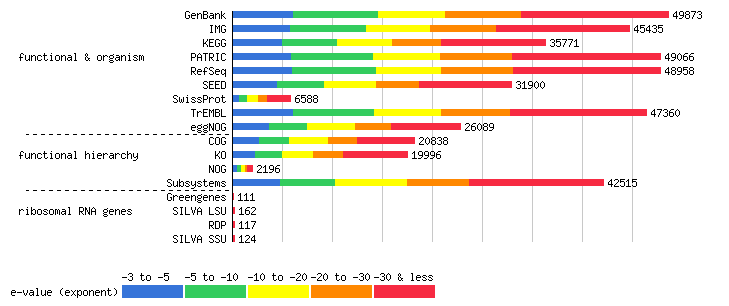 GenBank 49873
IMG 45435
KEGG 35771
functional & organism PATRIC 49066
RefSeq 48958
SEED 31900
SwissProt 6588
TrEMBL 47360
eggNOG 26089
COG 20838
functional hierarchy KO 19996
NOG 2196
Subsystems 42515
Greengenes 111
ribosomal RNA genes SILVA LSU 162
RDP 117
SILVA SSU 124
-3 to -5 -5 to -10 -10 to -20 -20 to -30 -30 & less
e-value (exponent)